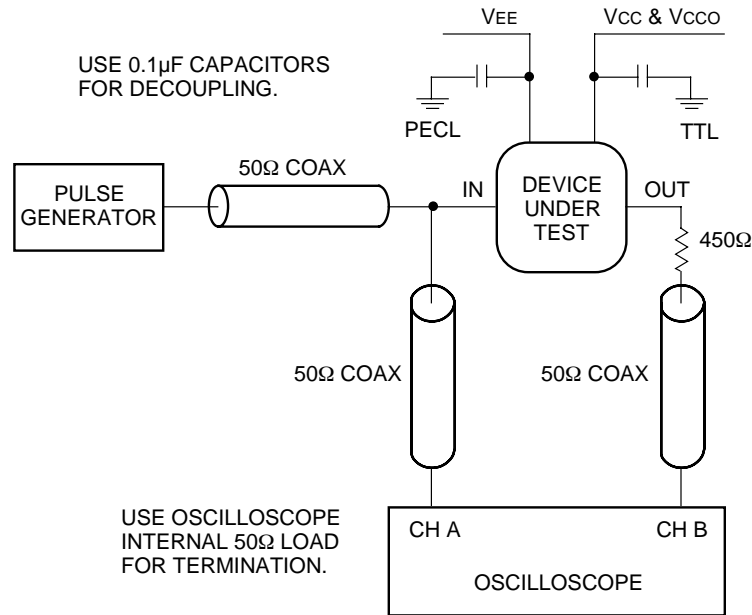 VEE
VCC & VCCO
USE 0.1µF CAPACITORS
FOR DECOUPLING.
PECL
TTL
50Ω COAX
PULSE
GENERATOR
IN
DEVICE
UNDER
TEST
OUT
450Ω
50Ω COAX
50Ω COAX
USE OSCILLOSCOPE
INTERNAL 50Ω LOAD
FOR TERMINATION.
CH A
CH B
OSCILLOSCOPE